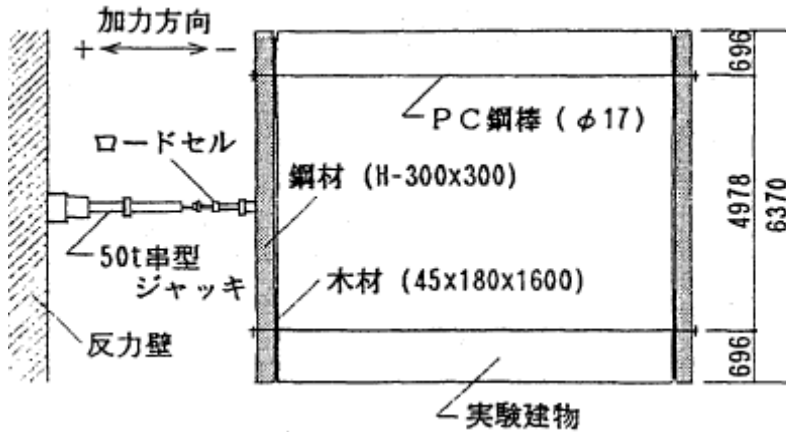 加力方向
+ −
PC鋼棒(φ17)
ロードセル
鋼材(H-300x300)
50t串型
ジャッキ
木材(45x180x1600)
反力壁
実験建物
696
4978
6370
696